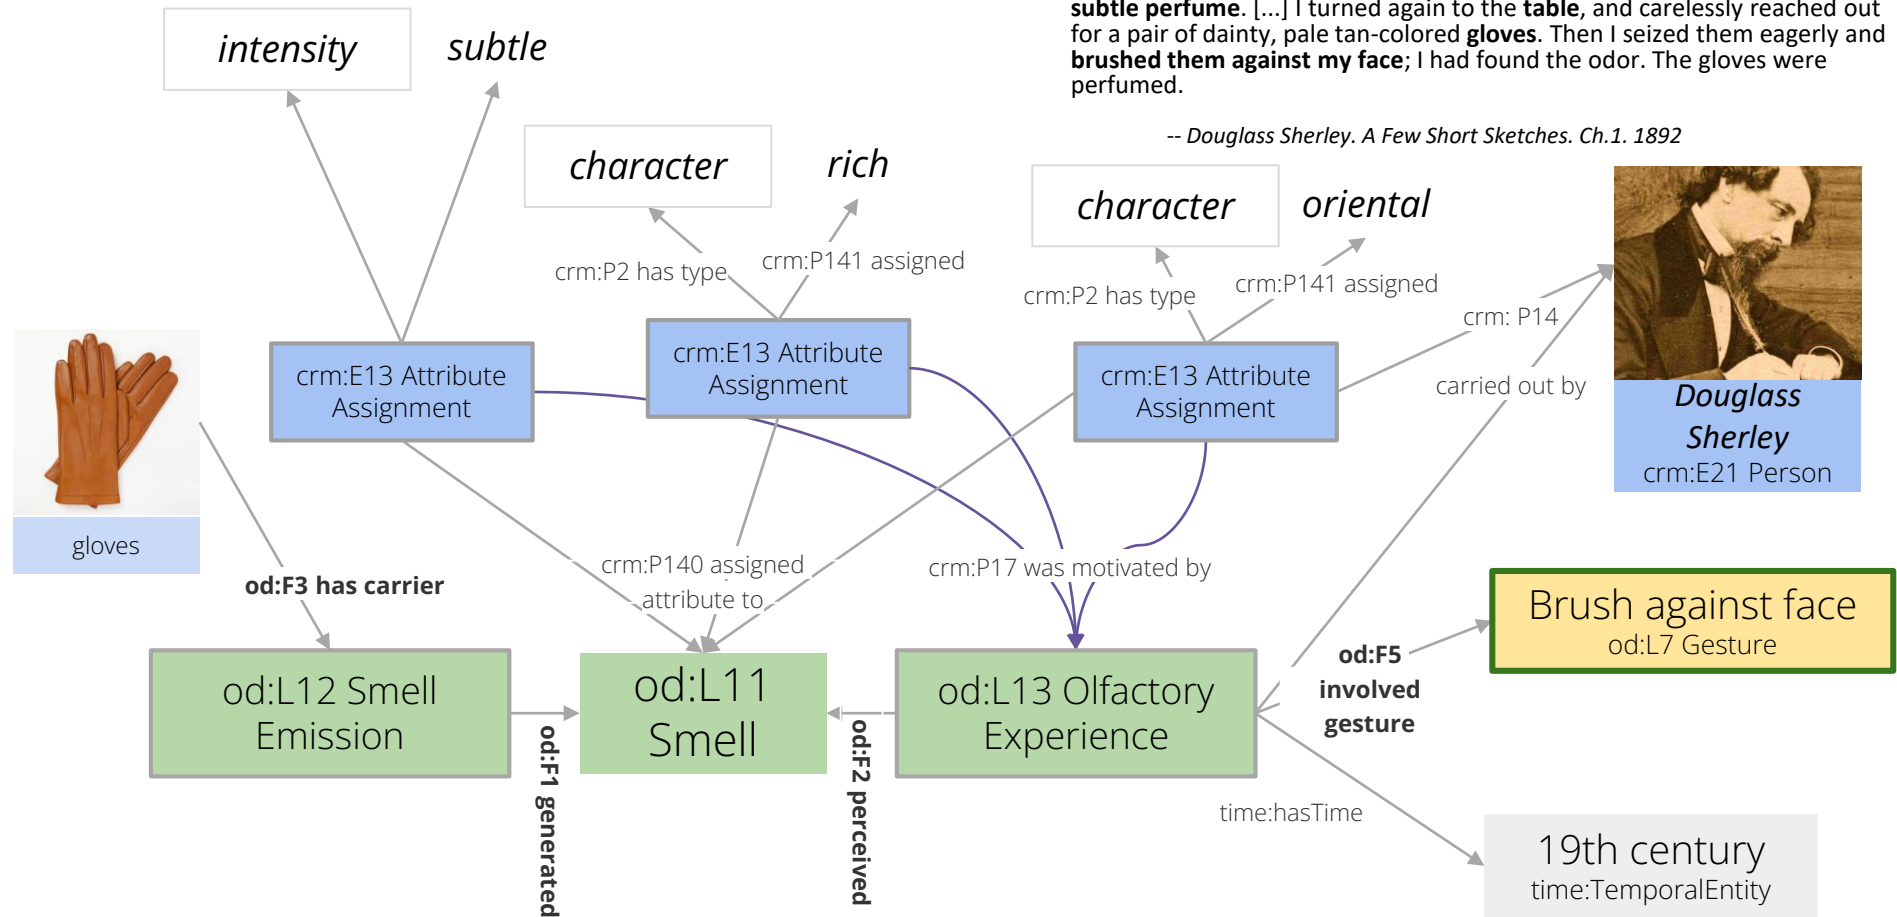 subtle perfume. [...] I turned again to the table, and carelessly reached out
for a pair of dainty, pale tan-colored gloves. Then I seized them eagerly and
brushed them against my face; I had found the odor. The gloves were
perfumed.
-- Douglass Sherley. A Few Short Sketches. Ch.1. 1892
intensity
subtle
character
rich
character
oriental
crm:P2 has type
crm:P141 assigned
crm:P2 has type
crm:P141 assigned
crm: P14
carried out by
crm:E13 Attribute
Assignment
crm:E13 Attribute
Assignment
crm:E13 Attribute
Assignment
Douglass
Sherley
crm:E21 Person
gloves
od:F3 has carrier
crm:P140 assigned
attribute to
crm:P17 was motivated by
Brush against face
od:L7 Gesture
od:F5
involved
gesture
od:L12 Smell
Emission
od:F1 generated
od:L11
Smell
od:F2 perceived
od:L13 Olfactory
Experience
time:hasTime
19th century
time:TemporalEntity